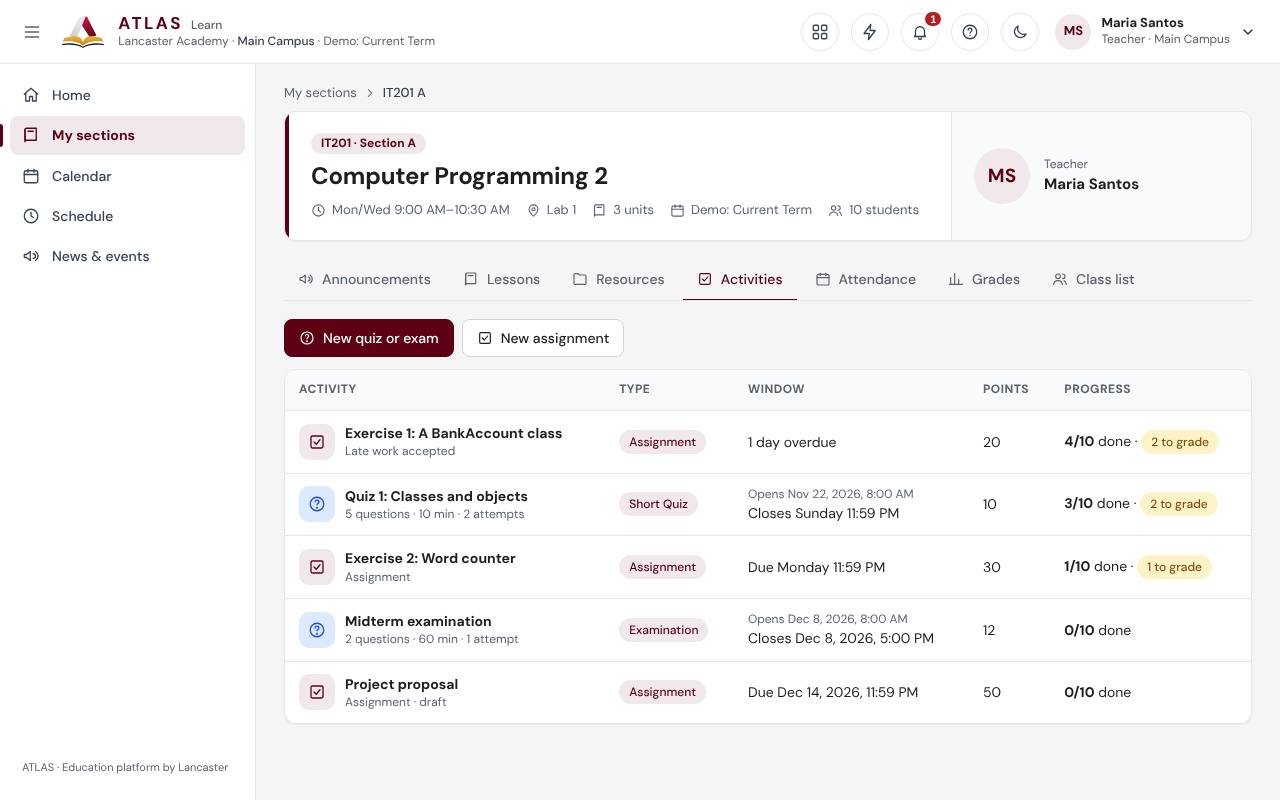 ATLAS Learn
Lancaster Academy · Main Campus · Demo: Current Term
1
MS
Maria Santos
Teacher · Main Campus
Home
My sections
Calendar
Schedule
News & events
ATLAS · Education platform by Lancaster
My sections > IT201 A
IT201 · Section A
Computer Programming 2
Mon/Wed 9:00 AM–10:30 AM Lab 1 3 units Demo: Current Term 10 students
MS
Teacher
Maria Santos
Announcements Lessons Resources Activities Attendance Grades Class list
New quiz or exam New assignment
ACTIVITY TYPE WINDOW POINTS PROGRESS
Exercise 1: A BankAccount class
Late work accepted
Assignment
1 day overdue
20
4/10 done · 2 to grade
Quiz 1: Classes and objects
5 questions · 10 min · 2 attempts
Short Quiz
Opens Nov 22, 2026, 8:00 AM
Closes Sunday 11:59 PM
10
3/10 done · 2 to grade
Exercise 2: Word counter
Assignment
Assignment
Due Monday 11:59 PM
30
1/10 done · 1 to grade
Midterm examination
2 questions · 60 min · 1 attempt
Examination
Opens Dec 8, 2026, 8:00 AM
Closes Dec 8, 2026, 5:00 PM
12
0/10 done
Project proposal
Assignment · draft
Assignment
Due Dec 14, 2026, 11:59 PM
50
0/10 done